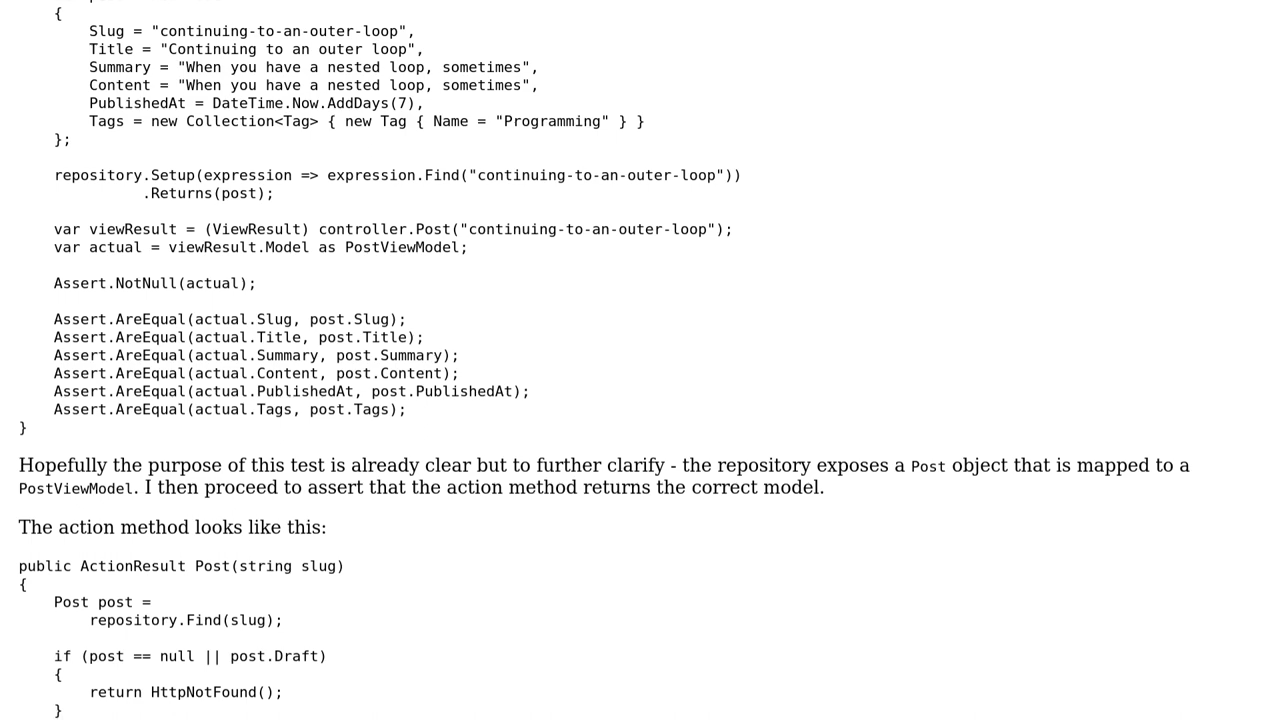 {
Slug = "continuing-to-an-outer-loop",
Title = "Continuing to an outer loop",
Summary = "When you have a nested loop, sometimes",
Content = "When you have a nested loop, sometimes",
PublishedAt = DateTime.Now.AddDays(7),
Tags = new Collection<Tag> { new Tag { Name = "Programming" } }
};
repository.Setup(expression => expression.Find("continuing-to-an-outer-loop"))
.Returns(post);
var viewResult = (ViewResult) controller.Post("continuing-to-an-outer-loop");
var actual = viewResult.Model as PostViewModel;
Assert.NotNull(actual);
Assert.AreEqual(actual.Slug, post.Slug);
Assert.AreEqual(actual.Title, post.Title);
Assert.AreEqual(actual.Summary, post.Summary);
Assert.AreEqual(actual.Content, post.Content);
Assert.AreEqual(actual.PublishedAt, post.PublishedAt);
Assert.AreEqual(actual.Tags, post.Tags);
}
Hopefully the purpose of this test is already clear but to further clarify - the repository exposes a Post object that is mapped to a
PostViewModel. I then proceed to assert that the action method returns the correct model.
The action method looks like this:
public ActionResult Post(string slug)
{
Post post =
repository.Find(slug);
if (post == null || post.Draft)
{
return HttpNotFound();
}